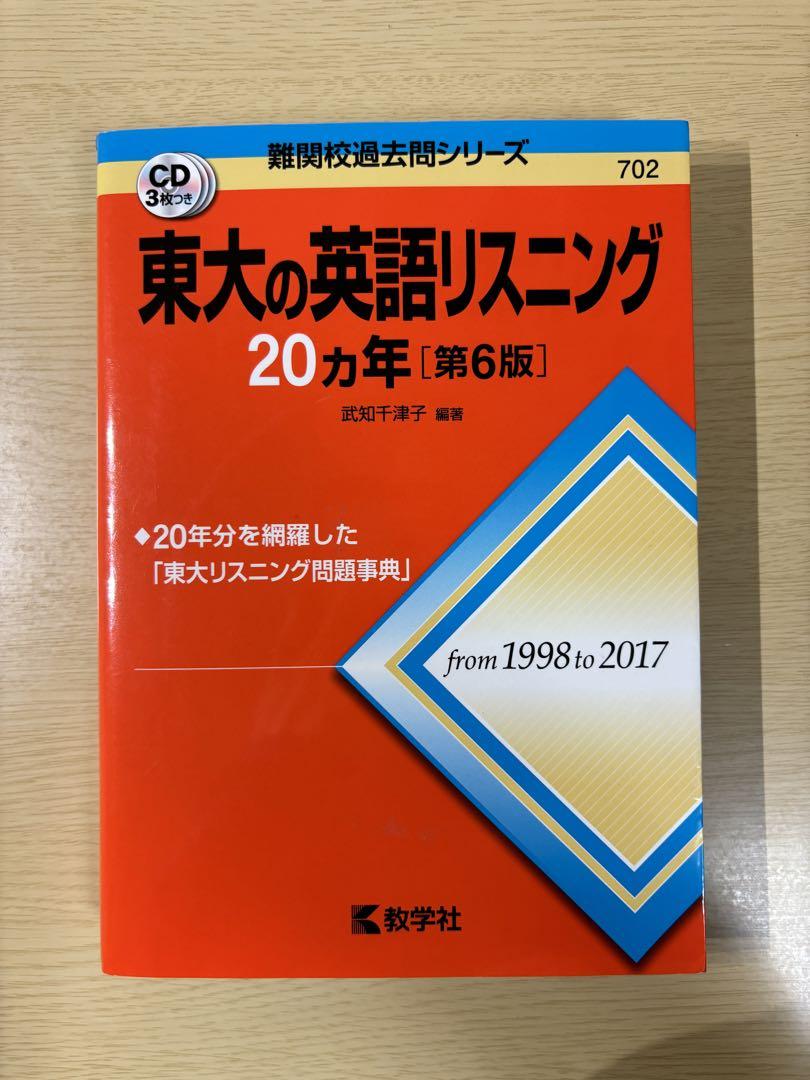 難関校過去問シリーズ
702
CD
3枚つき
東大の英語リスニング
20ヵ年[第6版]
武知千津子 編著
◆20年分を網羅した
「東大リスニング問題事典」
from 1998 to 2017
教学社